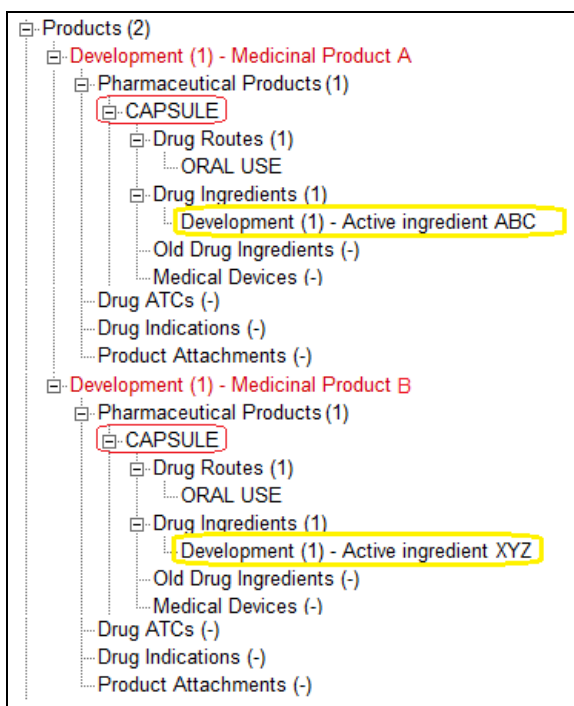 Products (2)
Development (1) - Medicinal Product A
Pharmaceutical Products (1)
CAPSULE
Drug Routes (1)
ORAL USE
Drug Ingredients (1)
Development (1) - Active ingredient ABC
Old Drug Ingredients (-)
Medical Devices (-)
Drug ATCs (-)
Drug Indications (-)
Product Attachments (-)
Development (1) - Medicinal Product B
Pharmaceutical Products (1)
CAPSULE
Drug Routes (1)
ORAL USE
Drug Ingredients (1)
Development (1) - Active ingredient XYZ
Old Drug Ingredients (-)
Medical Devices (-)
Drug ATCs (-)
Drug Indications (-)
Product Attachments (-)